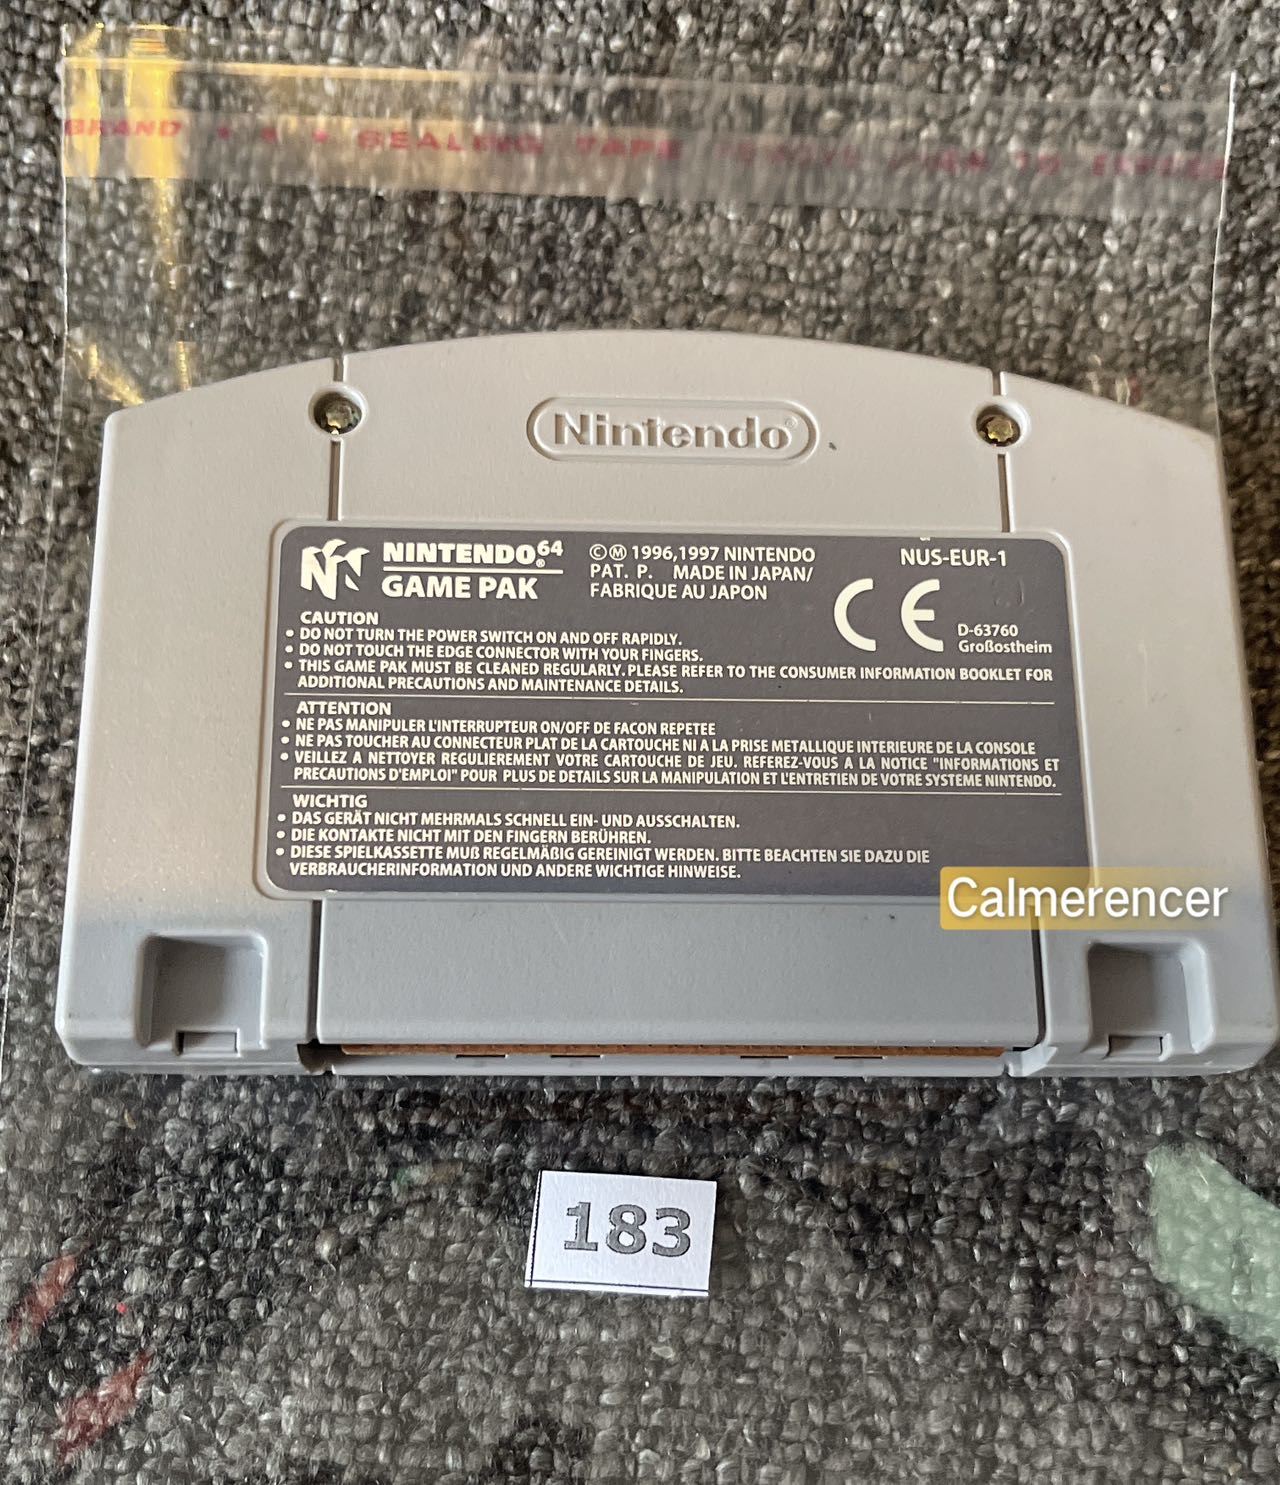 BRAND • • • SEALING TAPE
Nintendo®
NINTENDO64®
GAME PAK
©Ⓜ 1996,1997 NINTENDO
PAT. P. MADE IN JAPAN/
FABRIQUE AU JAPON
NUS-EUR-1
CE
D-63760
Großostheim
CAUTION
• DO NOT TURN THE POWER SWITCH ON AND OFF RAPIDLY.
• DO NOT TOUCH THE EDGE CONNECTOR WITH YOUR FINGERS.
• THIS GAME PAK MUST BE CLEANED REGULARLY. PLEASE REFER TO THE CONSUMER INFORMATION BOOKLET FOR
ADDITIONAL PRECAUTIONS AND MAINTENANCE DETAILS.
ATTENTION
• NE PAS MANIPULER L'INTERRUPTEUR ON/OFF DE FACON REPETEE
• NE PAS TOUCHER AU CONNECTEUR PLAT DE LA CARTOUCHE NI A LA PRISE METALLIQUE INTERIEURE DE LA CONSOLE
• VEILLEZ A NETTOYER REGULIEREMENT VOTRE CARTOUCHE DE JEU. REFEREZ-VOUS A LA NOTICE "INFORMATIONS ET
PRECAUTIONS D'EMPLOI" POUR PLUS DE DETAILS SUR LA MANIPULATION ET L'ENTRETIEN DE VOTRE SYSTEME NINTENDO.
WICHTIG
• DAS GERÄT NICHT MEHRMALS SCHNELL EIN- UND AUSSCHALTEN.
• DIE KONTAKTE NICHT MIT DEN FINGERN BERÜHREN.
• DIESE SPIELKASSETTE MUß REGELMÄßIG GEREINIGT WERDEN. BITTE BEACHTEN SIE DAZU DIE
VERBRAUCHERINFORMATION UND ANDERE WICHTIGE HINWEISE.
Calmerencer
183